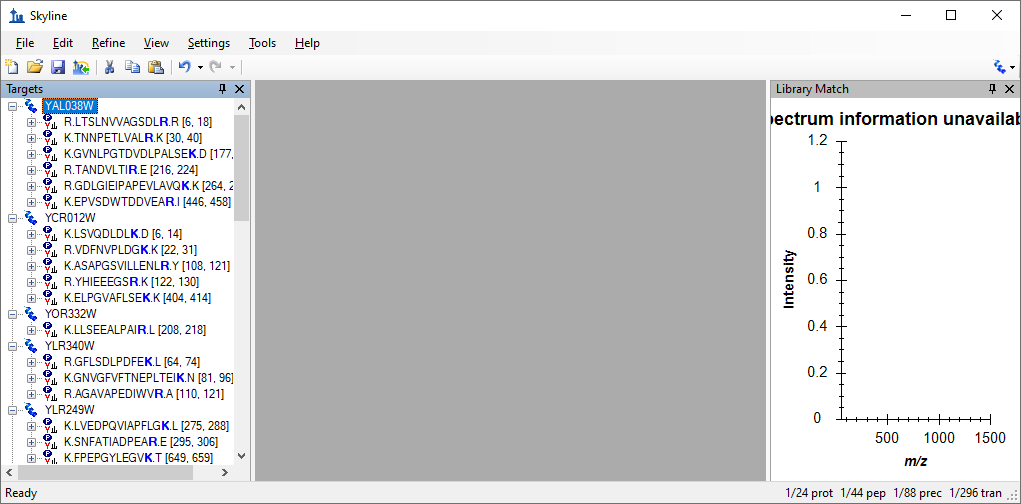 Skyline
File Edit Refine View Settings Tools Help
Targets
YAL038W
R.LTSLNVVAGSDLR.R [6, 18]
K.TNNPETLVALR.K [30, 40]
K.GVNLPGTDVDLPALSEK.D [177,
R.TANDVLTIR.E [216, 224]
R.GDLGIEIPAPEVLAVQK.K [264, 2
K.EPVSDWTDDVEAR.I [446, 458]
YCR012W
K.LSVQDLDLK.D [6, 14]
R.VDFNVPLDGK.K [22, 31]
K.ASAPGSVILLENLR.Y [108, 121]
R.YHIEEEGSR.K [122, 130]
K.ELPGVAFLSEK.K [404, 414]
YOR332W
K.LLSEEALPAIR.L [208, 218]
YLR340W
R.GFLSDLPDFEK.L [64, 74]
K.GNVGFVFTNEPLTEIK.N [81, 96]
R.AGAVAPEDIWVR.A [110, 121]
YLR249W
K.LVEDPQVIAPFLGK.L [275, 288]
K.SNFATIADPEAR.E [295, 306]
K.FPEPGYLEGVK.T [649, 659]
Library Match
pectrum information unavailab
1.2
1
0.8
0.6
0.4
0.2
0
Intensity
500 1000 1500
m/z
Ready
1/24 prot 1/44 pep 1/88 prec 1/296 tran